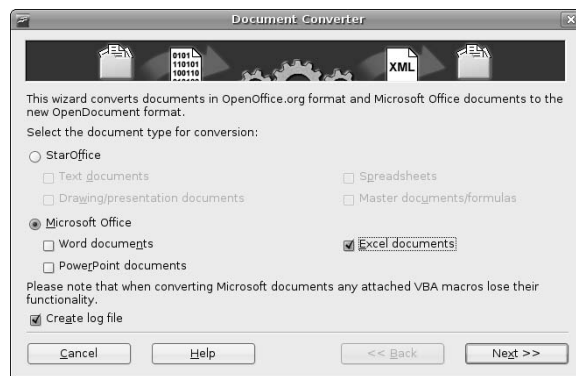 Document Converter
0101
110101
100110
XML
This wizard converts documents in OpenOffice.org format and Microsoft Office documents to the
new OpenDocument format.
Select the document type for conversion:
StarOffice
Text documents
Spreadsheets
Drawing/presentation documents
Master documents/formulas
Microsoft Office
Word documents
Excel documents
PowerPoint documents
Please note that when converting Microsoft documents any attached VBA macros lose their
functionality.
Create log file
Cancel
Help
<< Back
Next >>